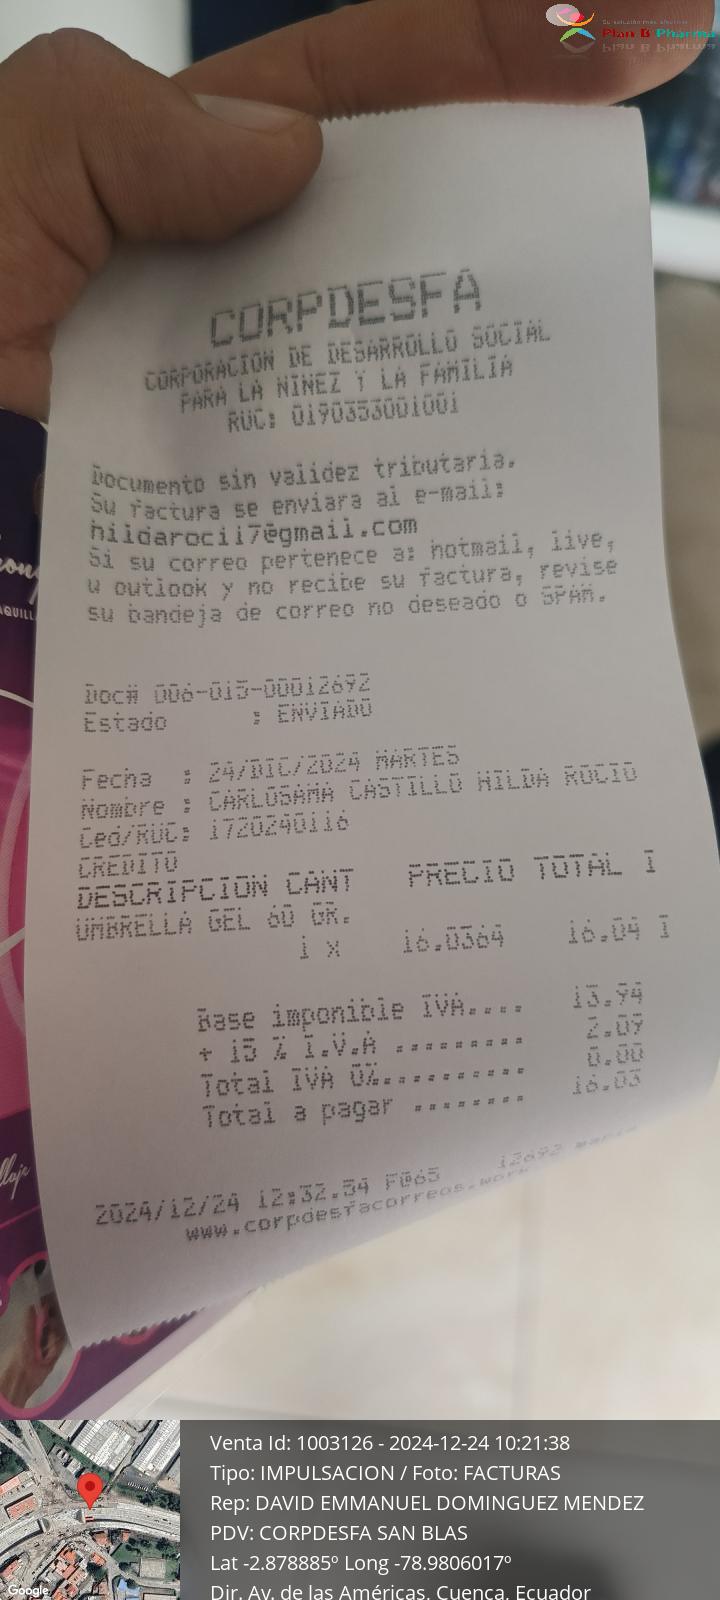 Plan B Pharma
CORPDESFA
CORPORACION DE DESARROLLO SOCIAL
PARA LA NIÑEZ Y LA FAMILIA
RUC: 0190353001001
Documento sin validez tributaria.
Su factura se enviara al e-mail:
hildaroci17@gmail.com
Si su correo pertenece a: hotmail, live,
u outlook y no recibe su factura, revise
su bandeja de correo no deseado o SPAM.
Doc# 006-015-00012692
Estado : ENVIADO
Fecha : 24/DIC/2024 MARTES
Nombre : CARLOSAMA CASTILLO HILDA ROCIO
Ced/RUC: 1720240116
CREDITO
DESCRIPCION CANT PRECIO TOTAL I
UMBRELLA GEL 60 GR.
1 x 16.0364 16.04 I
Base imponible IVA.... 13.94
+ 15 % I.V.A ......... 2.09
Total IVA 0%.......... 0.00
Total a pagar ........ 16.03
2024/12/24 12:32.54 F@65 12692
www.corpdesfacorreos.work
Venta Id: 1003126 - 2024-12-24 10:21:38
Tipo: IMPULSACION / Foto: FACTURAS
Rep: DAVID EMMANUEL DOMINGUEZ MENDEZ
PDV: CORPDESFA SAN BLAS
Lat -2.878885º Long -78.9806017º
Dir. Av. de las Américas, Cuenca, Ecuador
Google